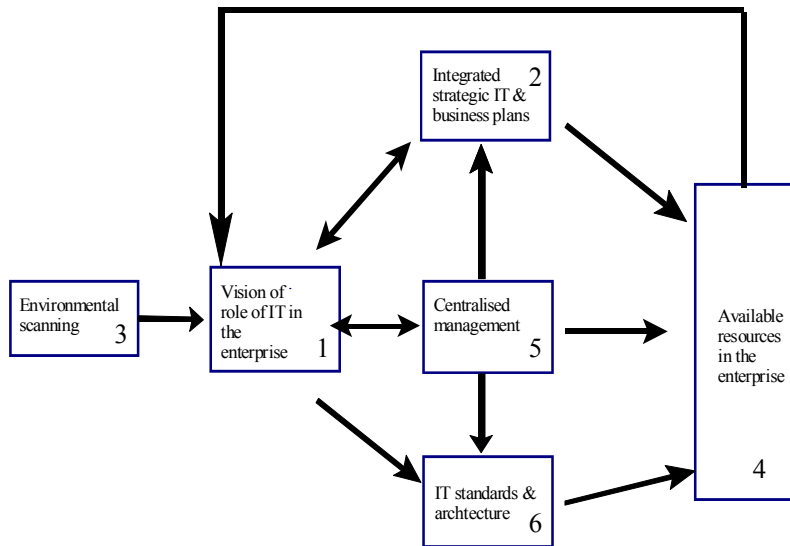 Integrated
strategic IT &
business plans
2
Environmental
scanning
3
Vision of
role of IT in
the
enterprise
1
Centralised
management
5
Available
resources
in the
enterprise
4
IT standards &
archtecture
6